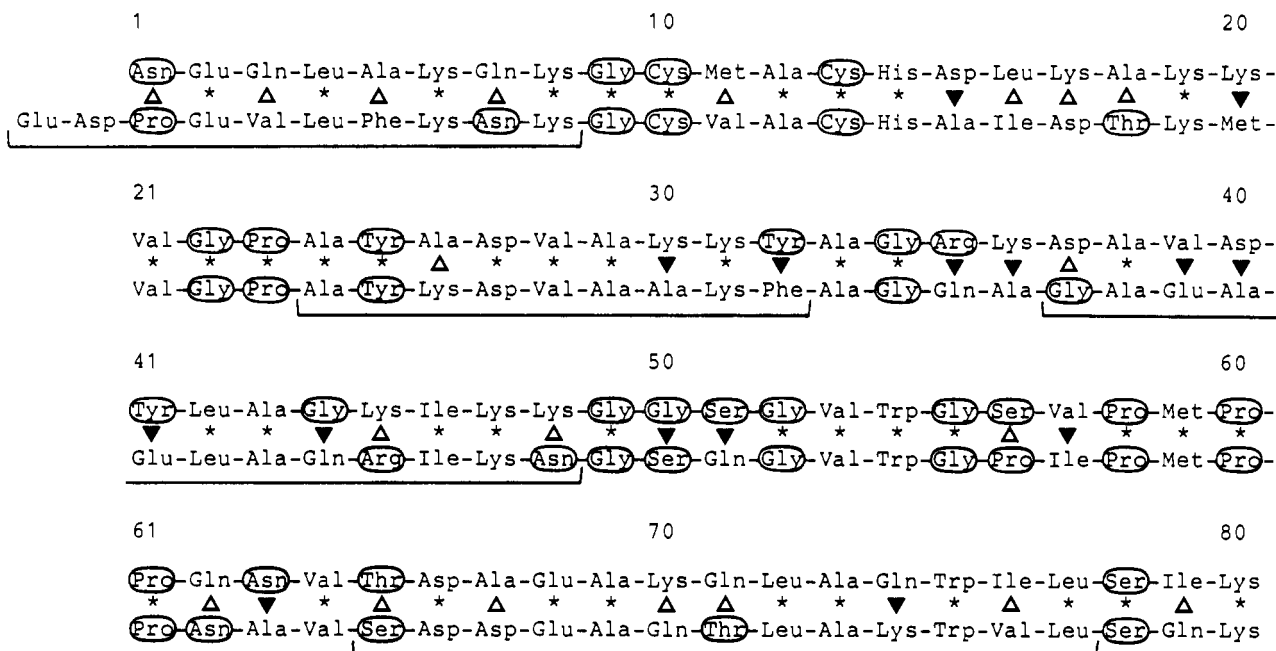 1 10 20
Asn-Glu-Gln-Leu-Ala-Lys-Gln-Lys-Gly-Cys-Met-Ala-Cys-His-Asp-Leu-Lys-Ala-Lys-Lys-
△ * △ * △ * △ * * * △ * * * ▼ △ △ △ * ▼
Glu-Asp-Pro-Glu-Val-Leu-Phe-Lys-Asn-Lys-Gly-Cys-Val-Ala-Cys-His-Ala-Ile-Asp-Thr-Lys-Met-
21 30 40
Val-Gly-Pro-Ala-Tyr-Ala-Asp-Val-Ala-Lys-Lys-Tyr-Ala-Gly-Arg-Lys-Asp-Ala-Val-Asp-
* * * * * △ * * * ▼ * ▼ * * ▼ ▼ △ * ▼ ▼
Val-Gly-Pro-Ala-Tyr-Lys-Asp-Val-Ala-Ala-Lys-Phe-Ala-Gly-Gln-Ala-Gly-Ala-Glu-Ala-
41 50 60
Tyr-Leu-Ala-Gly-Lys-Ile-Lys-Lys-Gly-Gly-Ser-Gly-Val-Trp-Gly-Ser-Val-Pro-Met-Pro-
▼ * * ▼ △ * * △ * ▼ ▼ * * * * △ ▼ * * *
Glu-Leu-Ala-Gln-Arg-Ile-Lys-Asn-Gly-Ser-Gln-Gly-Val-Trp-Gly-Pro-Ile-Pro-Met-Pro-
61 70 80
Pro-Gln-Asn-Val-Thr-Asp-Ala-Glu-Ala-Lys-Gln-Leu-Ala-Gln-Trp-Ile-Leu-Ser-Ile-Lys
* △ ▼ * △ * △ * * △ △ * * ▼ * △ * * △ *
Pro-Asn-Ala-Val-Ser-Asp-Asp-Glu-Ala-Gln-Thr-Leu-Ala-Lys-Trp-Val-Leu-Ser-Gln-Lys